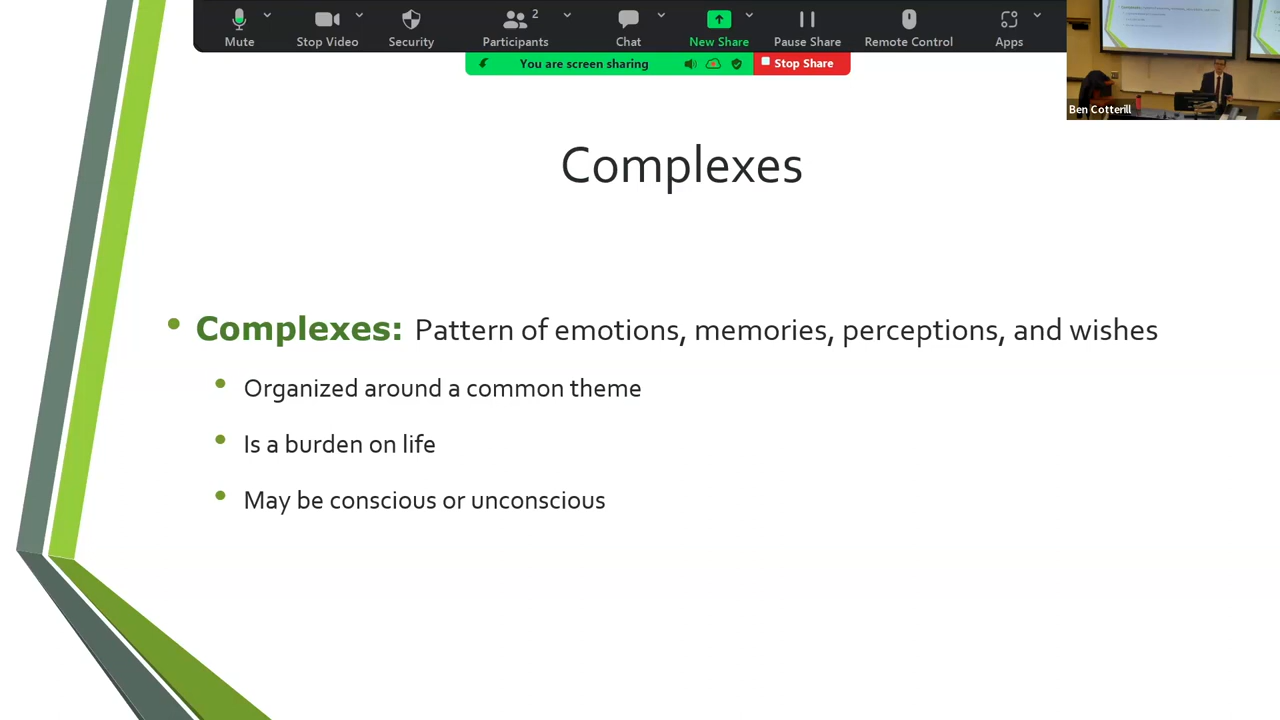 Mute
Stop Video
Security
Participants
2
Chat
New Share
Pause Share
Remote Control
Apps
You are screen sharing
Stop Share
Ben Cotterill
Complexes
Complexes: Pattern of emotions, memories, perceptions, and wishes
Organized around a common theme
Is a burden on life
May be conscious or unconscious